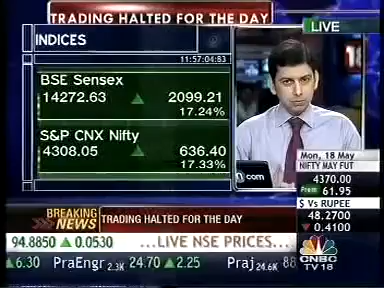 TRADING HALTED FOR THE DAY
LIVE
INDICES
11:57:04:83
BSE Sensex
14272.63 ▲ 2099.21
17.24%
S&P CNX Nifty
4308.05 ▲ 636.40
17.33%
com
Mon, 18 May
NIFTY MAY FUT
4370.00
Prem 61.95
$ Vs RUPEE
48.2700
▼ 0.4100
BREAKING NEWS
TRADING HALTED FOR THE DAY
94.8850 ▲ 0.0530 ...LIVE NSE PRICES...
CNBC
TV18
▲6.30 PraEngr 2.3K 24.70 ▲2.25 Praj 24.6K 88